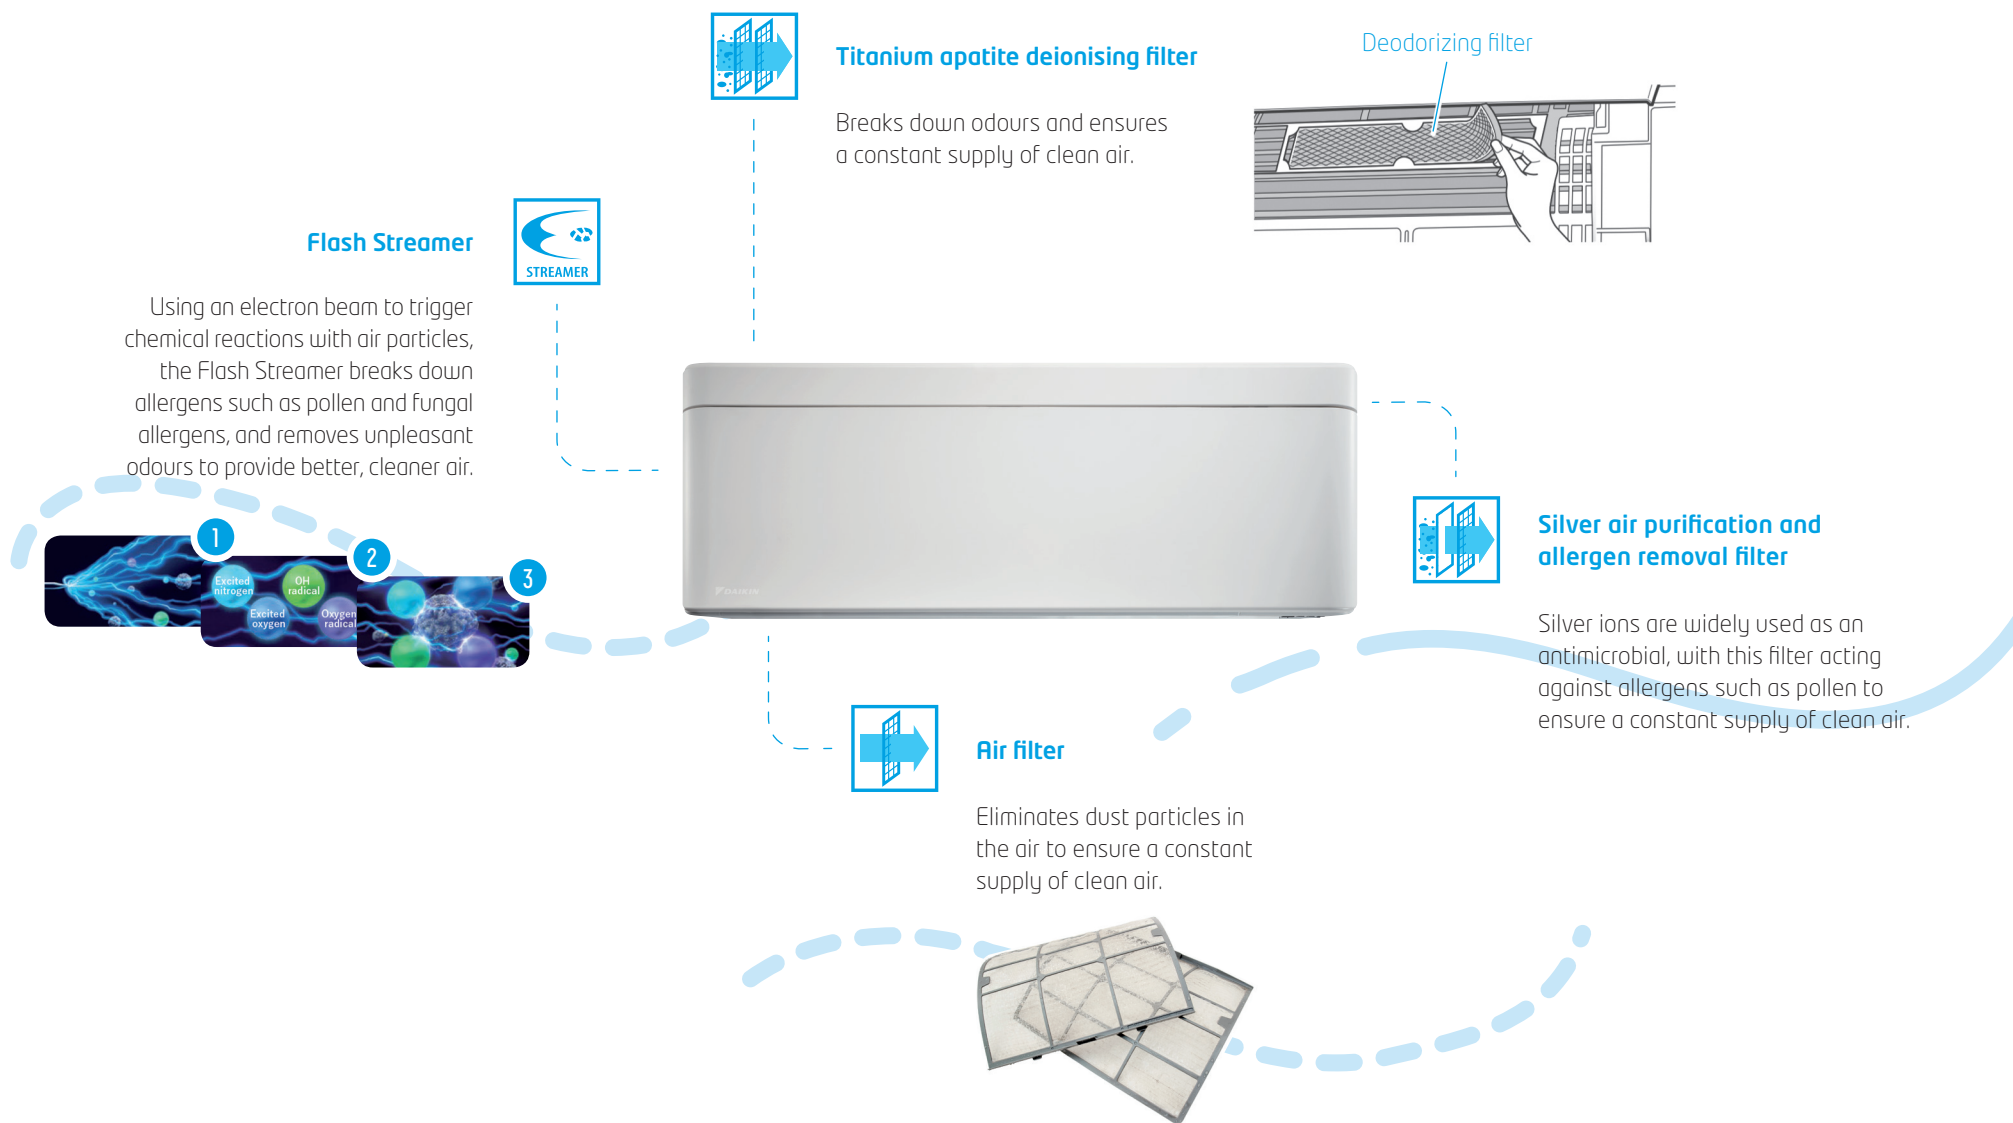 Titanium apatite deionising filter
Breaks down odours and ensures
a constant supply of clean air.
Deodorizing filter
Flash Streamer
STREAMER
Using an electron beam to trigger
chemical reactions with air particles,
the Flash Streamer breaks down
allergens such as pollen and fungal
allergens, and removes unpleasant
odours to provide better, cleaner air.
1
2
3
Excited
nitrogen
OH
radical
Excited
oxygen
Oxygen
radical
DAIKIN
Silver air purification and
allergen removal filter
Silver ions are widely used as an
antimicrobial, with this filter acting
against allergens such as pollen to
ensure a constant supply of clean air.
Air filter
Eliminates dust particles in
the air to ensure a constant
supply of clean air.